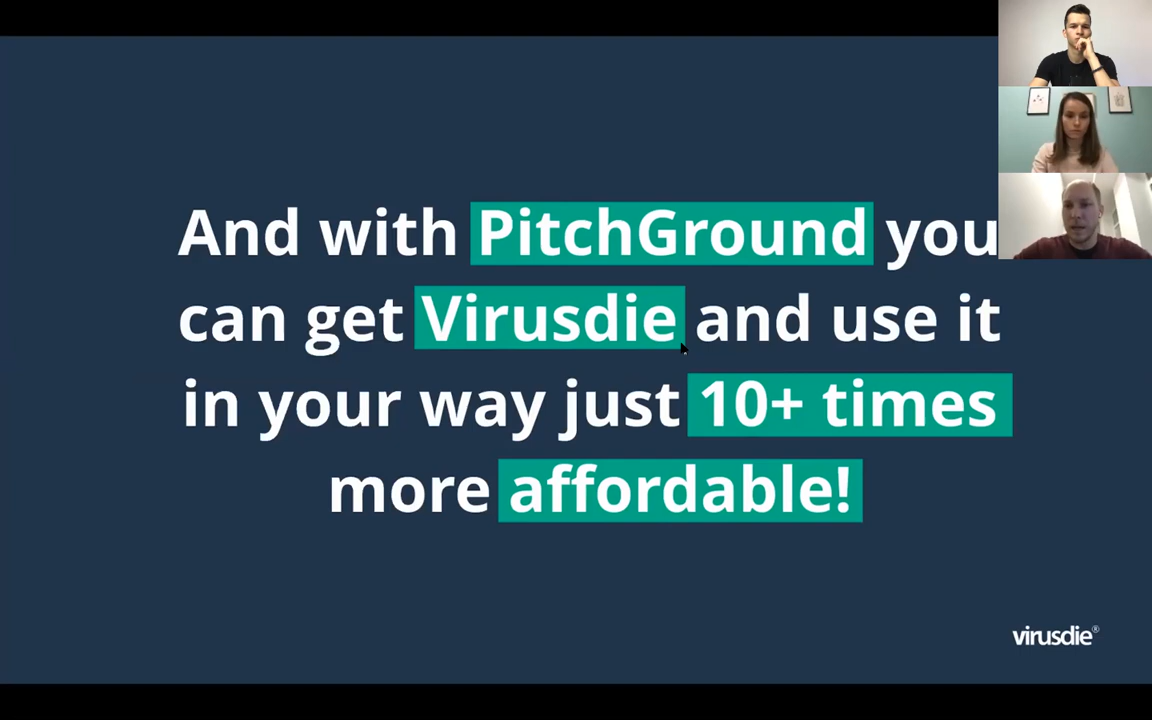 And with PitchGround you
can get Virusdie and use it
in your way just 10+ times
more affordable!
virusdie®